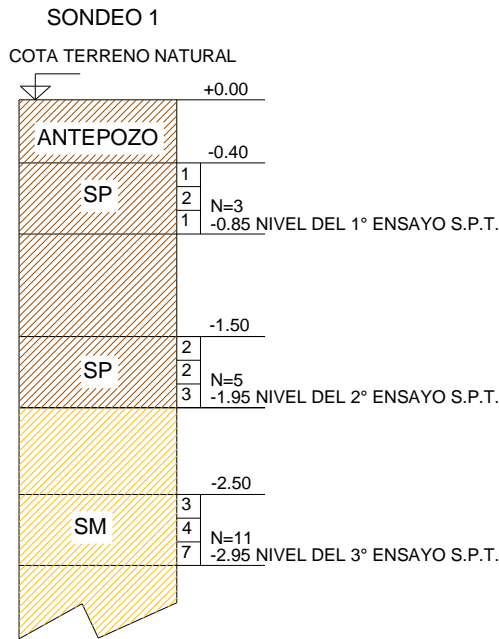 SONDEO 1
COTA TERRENO NATURAL
+0.00
ANTEPOZO
-0.40
SP
1
2
1
N=3
-0.85 NIVEL DEL 1° ENSAYO S.P.T.
-1.50
SP
2
2
3
N=5
-1.95 NIVEL DEL 2° ENSAYO S.P.T.
-2.50
SM
3
4
7
N=11
-2.95 NIVEL DEL 3° ENSAYO S.P.T.